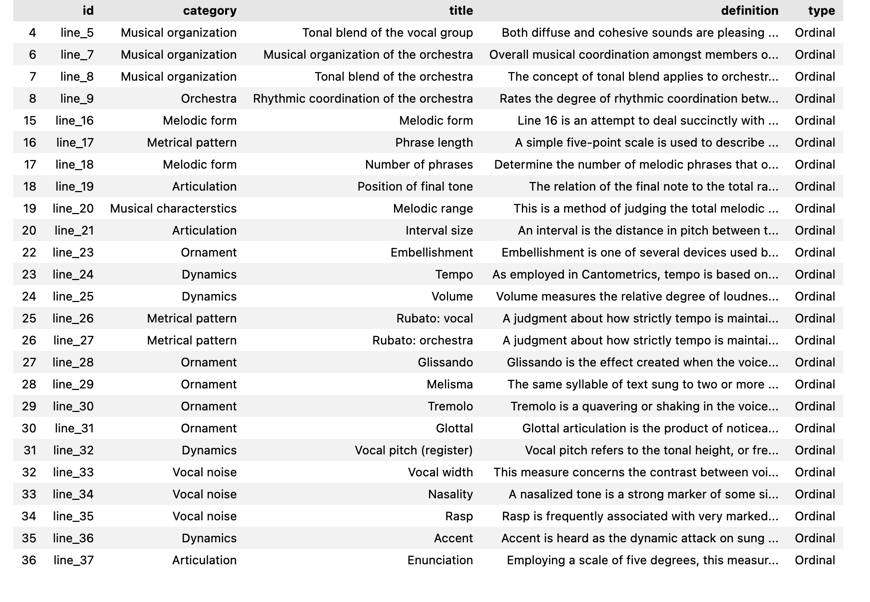 id category title definition type
4 line_5 Musical organization Tonal blend of the vocal group Both diffuse and cohesive sounds are pleasing ... Ordinal
6 line_7 Musical organization Musical organization of the orchestra Overall musical coordination amongst members o... Ordinal
7 line_8 Musical organization Tonal blend of the orchestra The concept of tonal blend applies to orchestr... Ordinal
8 line_9 Orchestra Rhythmic coordination of the orchestra Rates the degree of rhythmic coordination betw... Ordinal
15 line_16 Melodic form Melodic form Line 16 is an attempt to deal succinctly with ... Ordinal
16 line_17 Metrical pattern Phrase length A simple five-point scale is used to describe ... Ordinal
17 line_18 Melodic form Number of phrases Determine the number of melodic phrases that o... Ordinal
18 line_19 Articulation Position of final tone The relation of the final note to the total ra... Ordinal
19 line_20 Musical characterstics Melodic range This is a method of judging the total melodic ... Ordinal
20 line_21 Articulation Interval size An interval is the distance in pitch between t... Ordinal
22 line_23 Ornament Embellishment Embellishment is one of several devices used b... Ordinal
23 line_24 Dynamics Tempo As employed in Cantometrics, tempo is based on... Ordinal
24 line_25 Dynamics Volume Volume measures the relative degree of loudnes... Ordinal
25 line_26 Metrical pattern Rubato: vocal A judgment about how strictly tempo is maintai... Ordinal
26 line_27 Metrical pattern Rubato: orchestra A judgment about how strictly tempo is maintai... Ordinal
27 line_28 Ornament Glissando Glissando is the effect created when the voice... Ordinal
28 line_29 Ornament Melisma The same syllable of text sung to two or more ... Ordinal
29 line_30 Ornament Tremolo Tremolo is a quavering or shaking in the voice... Ordinal
30 line_31 Ornament Glottal Glottal articulation is the product of noticea... Ordinal
31 line_32 Dynamics Vocal pitch (register) Vocal pitch refers to the tonal height, or fre... Ordinal
32 line_33 Vocal noise Vocal width This measure concerns the contrast between voi... Ordinal
33 line_34 Vocal noise Nasality A nasalized tone is a strong marker of some si... Ordinal
34 line_35 Vocal noise Rasp Rasp is frequently associated with very marked... Ordinal
35 line_36 Dynamics Accent Accent is heard as the dynamic attack on sung ... Ordinal
36 line_37 Articulation Enunciation Employing a scale of five degrees, this measur... Ordinal